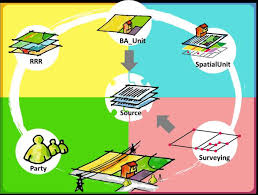 BA_Unit
RRR
SpatialUnit
Source
Party
Surveying